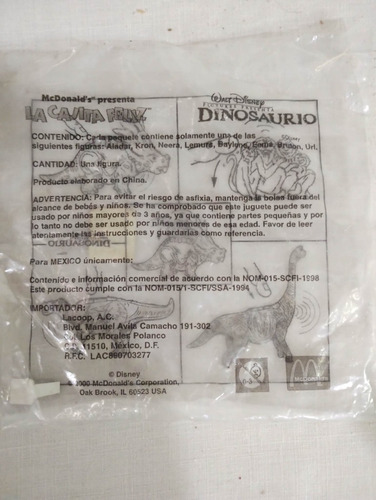 McDonald's® presenta
LA CAJITA FELIZ
Walt Disney
PICTURES PRESENTA
DINOSAURIO
CONTENIDO: Cada paquete contiene solamente una de las
siguientes figuras: Aladar, Kron, Neera, Lemurs, Baylene, Eema, Bruton, Url.
CANTIDAD: Una figura.
Producto elaborado en China.
ADVERTENCIA: Para evitar el riesgo de asfixia, mantenga la bolsa fuera del
alcance de bebés y niños. Se ha comprobado que este juguete puede ser
usado por niños mayores de 3 años, ya que contiene partes pequeñas y por
lo tanto no debe ser usado por niños menores de esa edad. Favor de leer
atentamente las instrucciones y guardarlas como referencia.
DINOSAURIO
Para MEXICO únicamente:
Contenido e información comercial de acuerdo con la NOM-015-SCFI-1998
Este producto cumple con la NOM-015/1-SCFI/SSA-1994
IMPORTADOR:
Lacoop, A.C.
Blvd. Manuel Avila Camacho 191-302
Col. Los Morales Polanco
C.P. 11510, México, D.F.
R.F.C. LAC890703277
© Disney
© 2000 McDonald's Corporation,
Oak Brook, IL 60523 USA
0-3
McDONALD'S